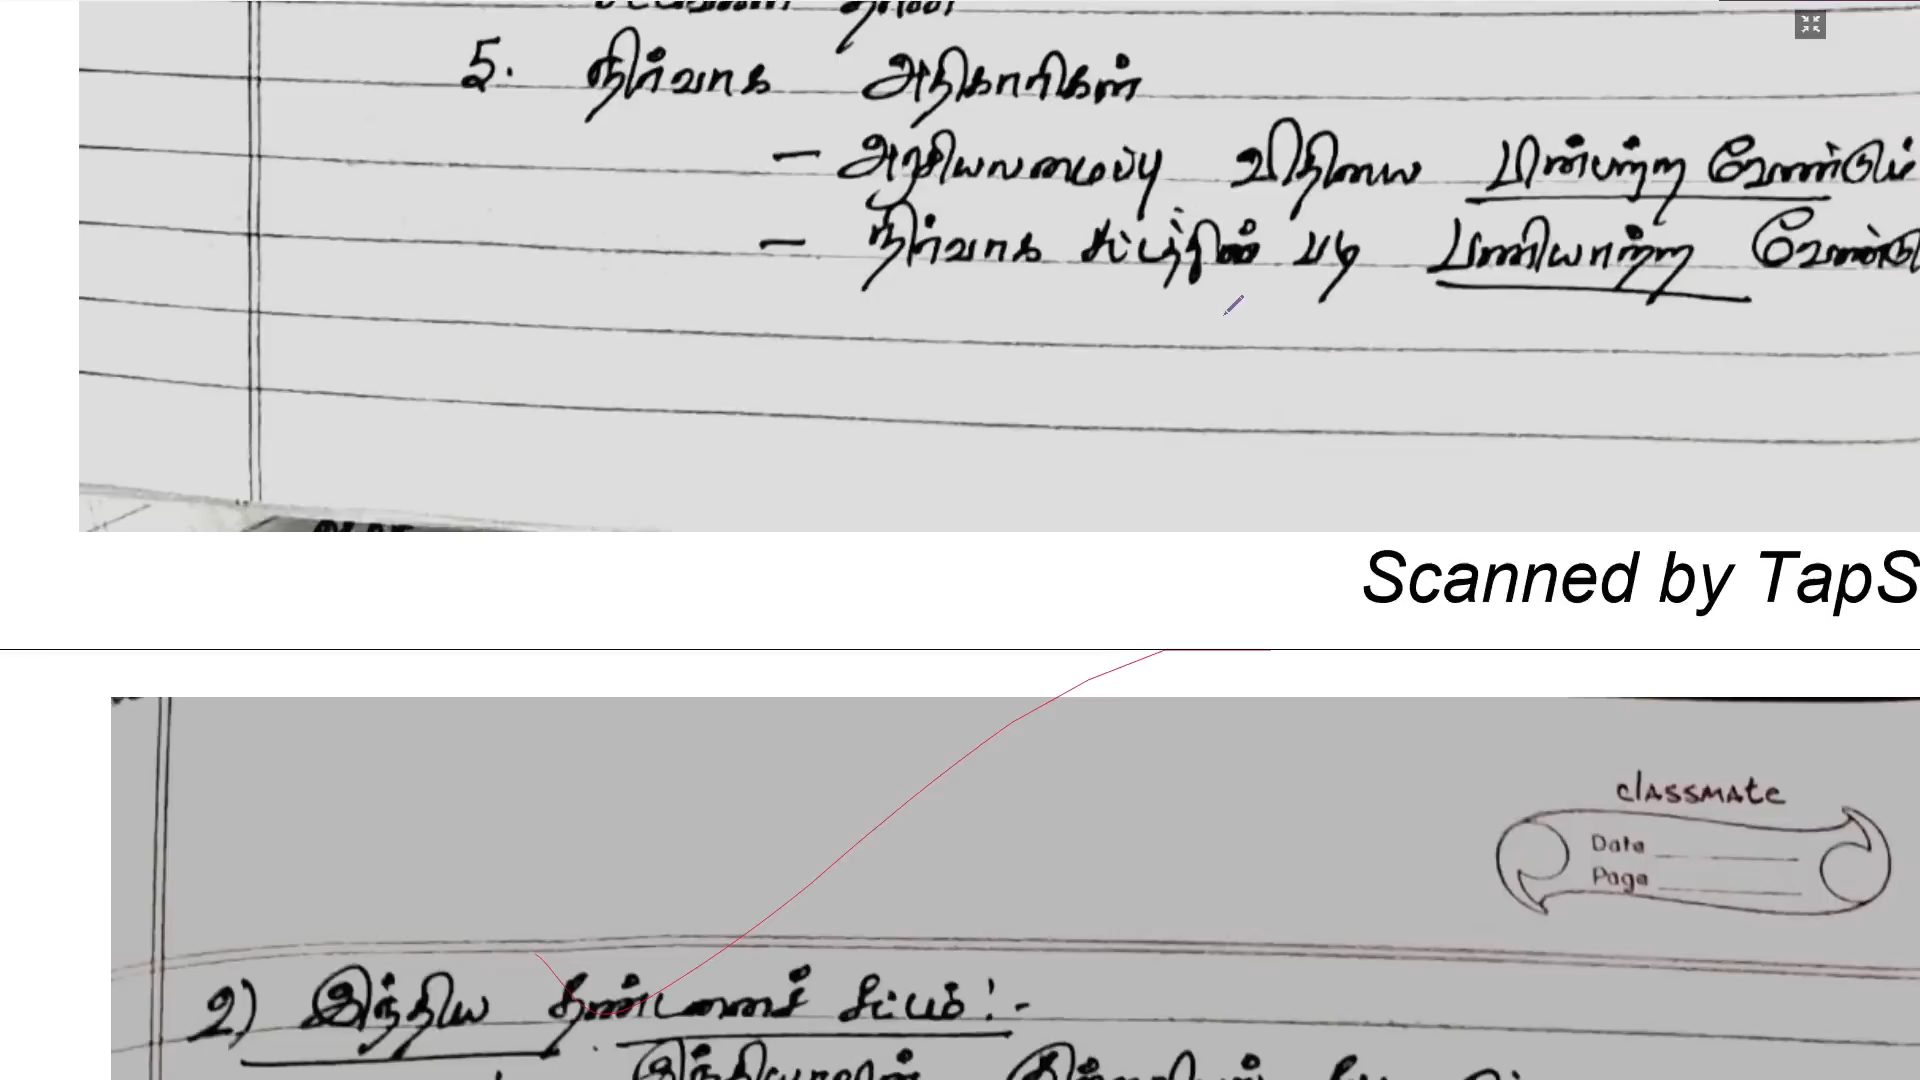 5. நிர்வாக அதிகாரிகள்
- அரசியலமைப்பு விதியை பின்பற்ற வேண்டும்
- நிர்வாக சட்டத்தின் படி பணியாற்ற வேண்டு
Scanned by TapS
classmate
Date
Page
2) இந்திய தண்டனைச் சட்டம்:-